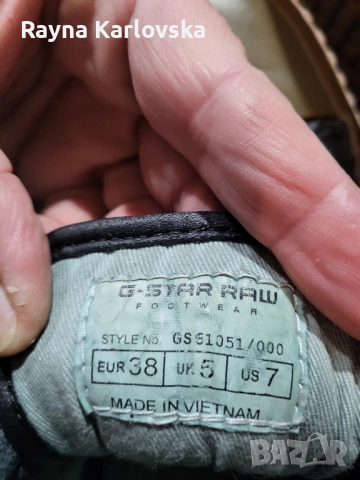 Rayna Karlovska
G-STAR RAW
FOOTWEAR
STYLE NO. GS61051/000
EUR 38 UK 5 US 7
MADE IN VIETNAM
BAZAR